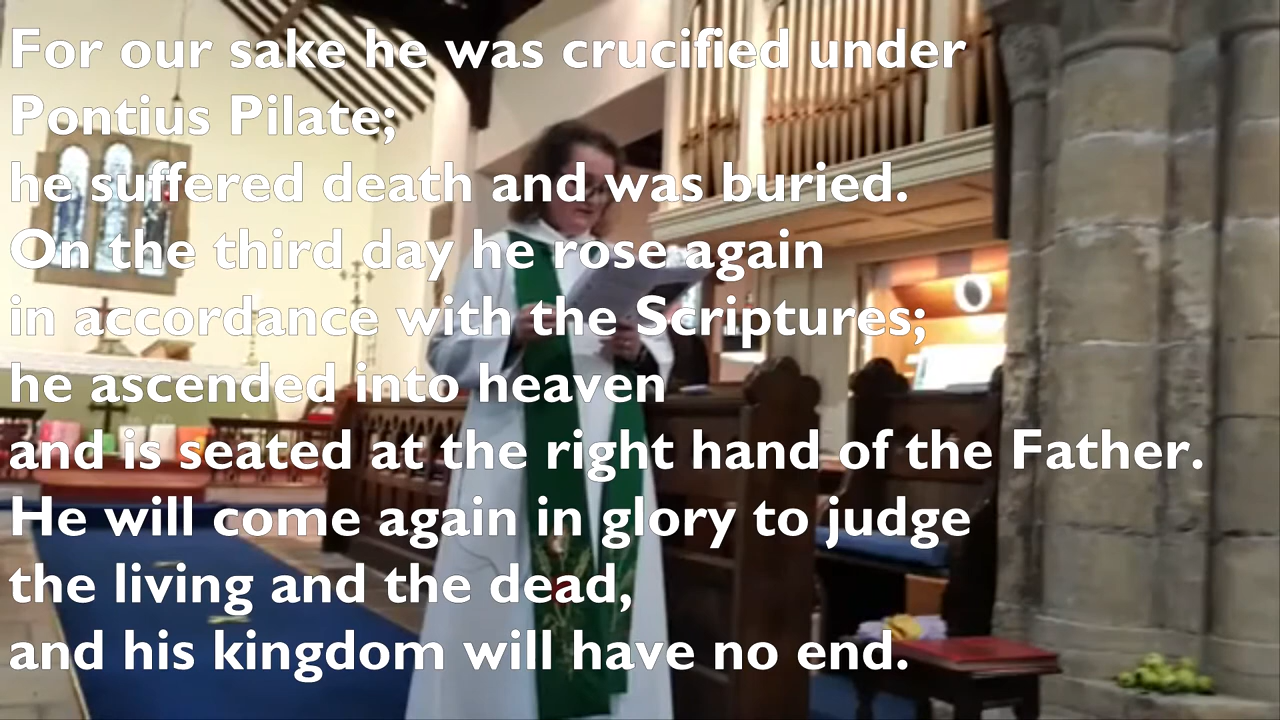 For our sake he was crucified under
Pontius Pilate;
he suffered death and was buried.
On the third day he rose again
in accordance with the Scriptures;
he ascended into heaven
and is seated at the right hand of the Father.
He will come again in glory to judge
the living and the dead,
and his kingdom will have no end.